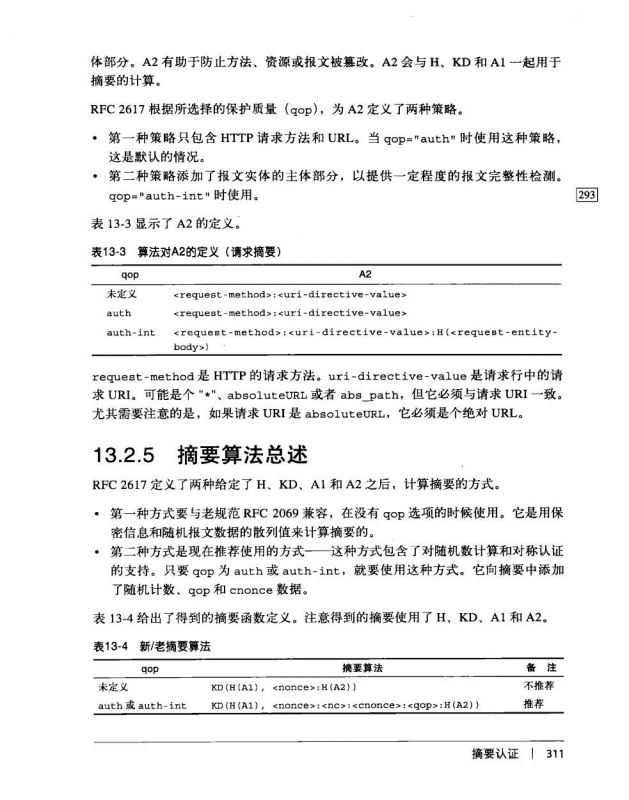 体部分。A2 有助于防止方法、资源或报文被篡改。A2 会与 H、KD 和 A1 一起用于
摘要的计算。
RFC 2617 根据所选择的保护质量（qop），为 A2 定义了两种策略。
• 第一种策略只包含 HTTP 请求方法和 URL。当 qop="auth" 时使用这种策略，
这是默认的情况。
• 第二种策略添加了报文实体的主体部分，以提供一定程度的报文完整性检测。
qop="auth-int" 时使用。
293
表 13-3 显示了 A2 的定义。
表13-3 算法对A2的定义（请求摘要）
qop A2
未定义 <request-method>:<uri-directive-value>
auth <request-method>:<uri-directive-value>
auth-int <request-method>:<uri-directive-value>:H(<request-entity-
body>)
request-method 是 HTTP 的请求方法。uri-directive-value 是请求行中的请
求 URI。可能是个 "*"、absoluteURL 或者 abs_path，但它必须与请求 URI 一致。
尤其需要注意的是，如果请求 URI 是 absoluteURL，它必须是个绝对 URL。
13.2.5 摘要算法总述
RFC 2617 定义了两种给定了 H、KD、A1 和 A2 之后，计算摘要的方式。
• 第一种方式要与老规范 RFC 2069 兼容，在没有 qop 选项的时候使用。它是用保
密信息和随机报文数据的散列值来计算摘要的。
• 第二种方式是现在推荐使用的方式——这种方式包含了对随机数计算和对称认证
的支持。只要 qop 为 auth 或 auth-int，就要使用这种方式。它向摘要中添加
了随机计数、qop 和 cnonce 数据。
表 13-4 给出了得到的摘要函数定义。注意得到的摘要使用了 H、KD、A1 和 A2。
表13-4 新/老摘要算法
qop 摘要算法 备 注
未定义 KD(H(A1), <nonce>:H(A2)) 不推荐
auth 或 auth-int KD(H(A1), <nonce>:<nc>:<cnonce>:<qop>:H(A2)) 推荐
摘要认证 | 311